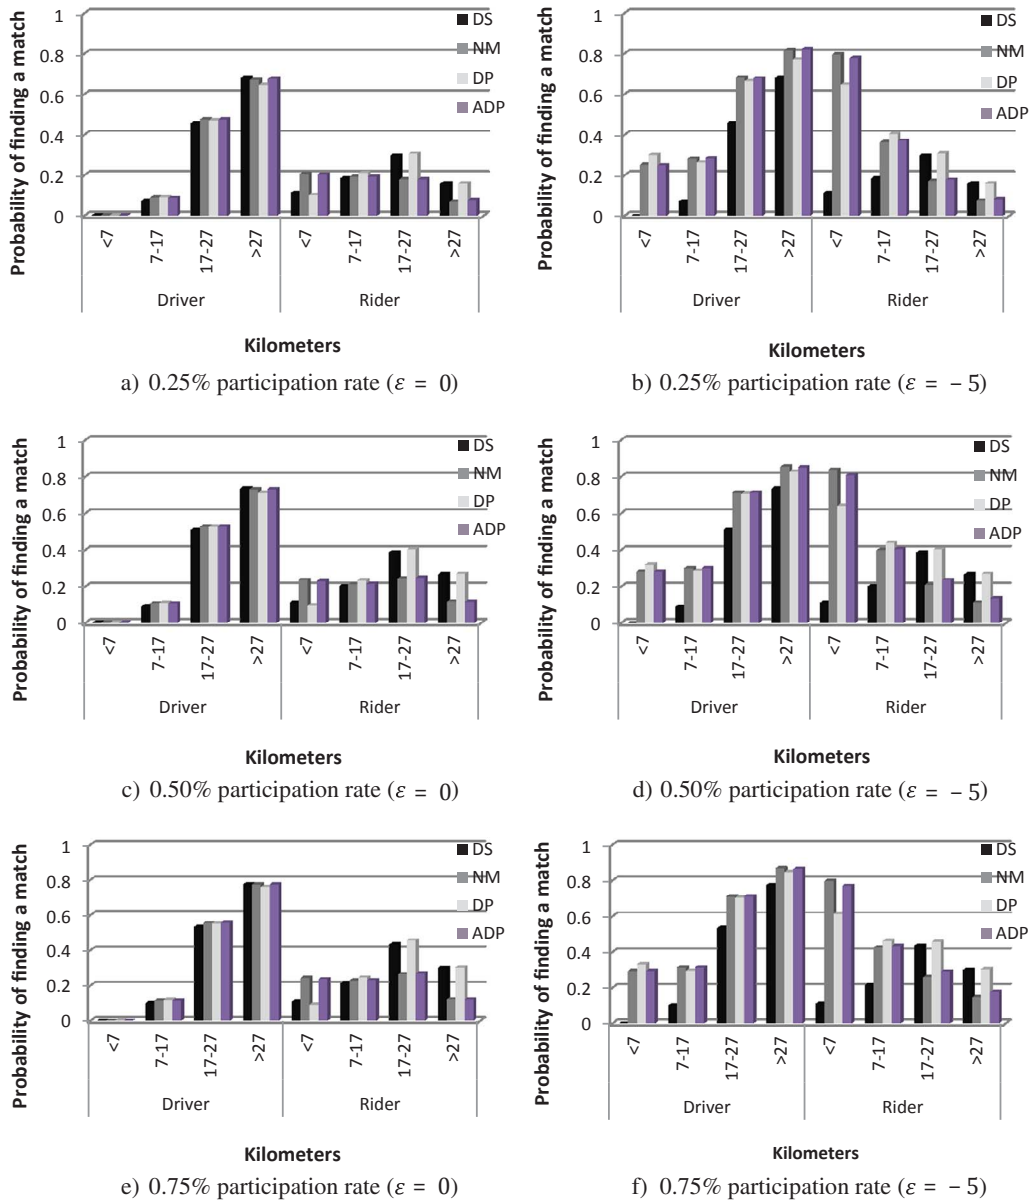 1
0.8
0.6
0.4
0.2
0
Probability of finding a match
DS
NM
DP
ADP
<7
7-17
17-27
>27
<7
7-17
17-27
>27
Driver
Rider
Kilometers
a) 0.25% participation rate (ε = 0)
1
0.8
0.6
0.4
0.2
0
Probability of finding a match
DS
NM
DP
ADP
<7
7-17
17-27
>27
<7
7-17
17-27
>27
Driver
Rider
Kilometers
b) 0.25% participation rate (ε = − 5)
1
0.8
0.6
0.4
0.2
0
Probability of finding a match
DS
NM
DP
ADP
<7
7-17
17-27
>27
<7
7-17
17-27
>27
Driver
Rider
Kilometers
c) 0.50% participation rate (ε = 0)
1
0.8
0.6
0.4
0.2
0
Probability of finding a match
DS
NM
DP
ADP
<7
7-17
17-27
>27
<7
7-17
17-27
>27
Driver
Rider
Kilometers
d) 0.50% participation rate (ε = − 5)
1
0.8
0.6
0.4
0.2
0
Probability of finding a match
DS
NM
DP
ADP
<7
7-17
17-27
>27
<7
7-17
17-27
>27
Driver
Rider
Kilometers
e) 0.75% participation rate (ε = 0)
1
0.8
0.6
0.4
0.2
0
Probability of finding a match
DS
NM
DP
ADP
<7
7-17
17-27
>27
<7
7-17
17-27
>27
Driver
Rider
Kilometers
f) 0.75% participation rate (ε = − 5)